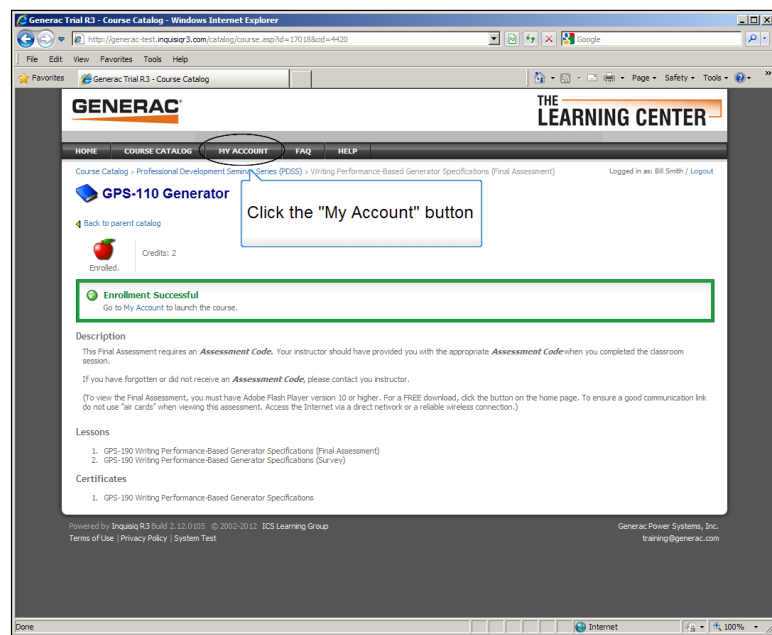 Generac Trial R3 - Course Catalog - Windows Internet Explorer
http://generac-test.inquisiqr3.com/catalog/course.asp?id=17018&cid=4420
Google
File Edit View Favorites Tools Help
Favorites
Generac Trial R3 - Course Catalog
Page Safety Tools
GENERAC
THE
LEARNING CENTER
HOME COURSE CATALOG MY ACCOUNT FAQ HELP
Course Catalog » Professional Development Seminar Series (PDSS) » Writing Performance-Based Generator Specifications (Final Assessment)
Logged in as: Bill Smith / Logout
GPS-110 Generator
Click the "My Account" button
Back to parent catalog
Enrolled.
Credits: 2
Enrollment Successful
Go to My Account to launch the course.
Description
This Final Assessment requires an Assessment Code. Your instructor should have provided you with the appropriate Assessment Code when you completed the classroom
session.
If you have forgotten or did not receive an Assessment Code, please contact you instructor.
(To view the Final Assessment, you must have Adobe Flash Player version 10 or higher. For a FREE download, click the button on the home page. To ensure a good communication link
do not use "air cards" when viewing this assessment. Access the Internet via a direct network or a reliable wireless connection.)
Lessons
1. GPS-190 Writing Performance-Based Generator Specifications (Final Assessment)
2. GPS-190 Writing Performance-Based Generator Specifications (Survey)
Certificates
1. GPS-190 Writing Performance-Based Generator Specifications
Powered by Inquisiq R3 Build 2.12.0105 © 2002-2012 ICS Learning Group
Generac Power Systems, Inc.
Terms of Use | Privacy Policy | System Test
training@generac.com
Done
Internet
100%